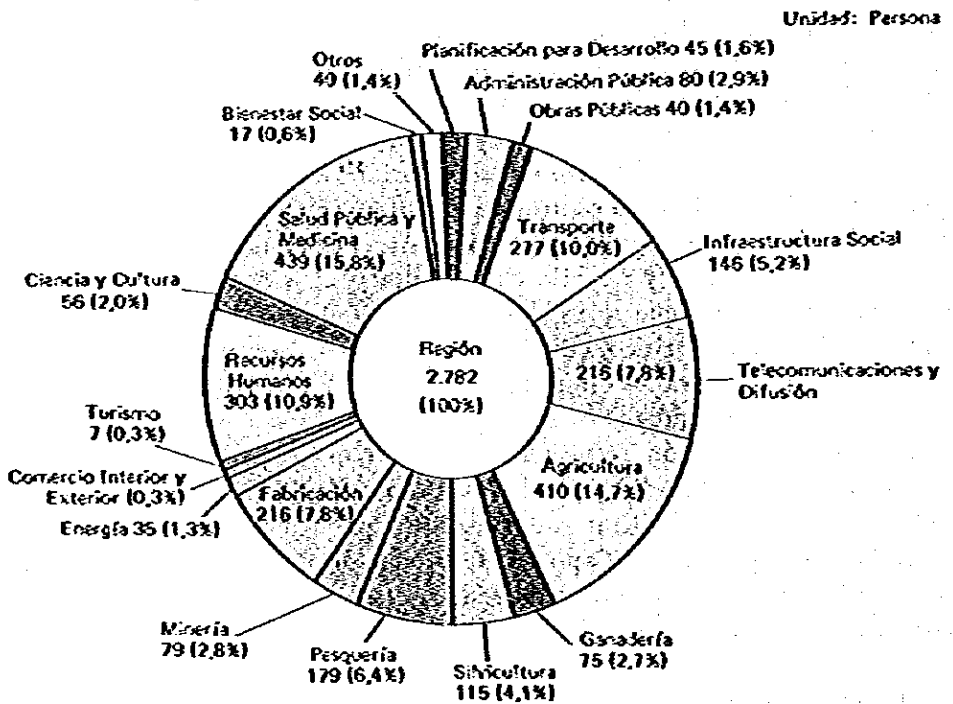 Unidad: Persona
Planificación para Desarrollo 45 (1,6%)
Administración Pública 80 (2,9%)
Obras Públicas 40 (1,4%)
Transporte
277 (10,0%)
Infraestructura Social
146 (5,2%)
216 (7,8%)
Telecomunicaciones y
Difusión
Agricultura
410 (14,7%)
Ganadería
75 (2,7%)
Silvicultura
115 (4,1%)
Pesquería
179 (6,4%)
Minería
79 (2,8%)
Fabricación
216 (7,8%)
Energía 35 (1,3%)
Comercio Interior y
Exterior (0,3%)
Turismo
7 (0,3%)
Recursos
Humanos
303 (10,9%)
Ciencia y Cultura
56 (2,0%)
Salud Pública y
Medicina
439 (15,8%)
Bienestar Social
17 (0,6%)
Otros
40 (1,4%)
Región
2.782
(100%)